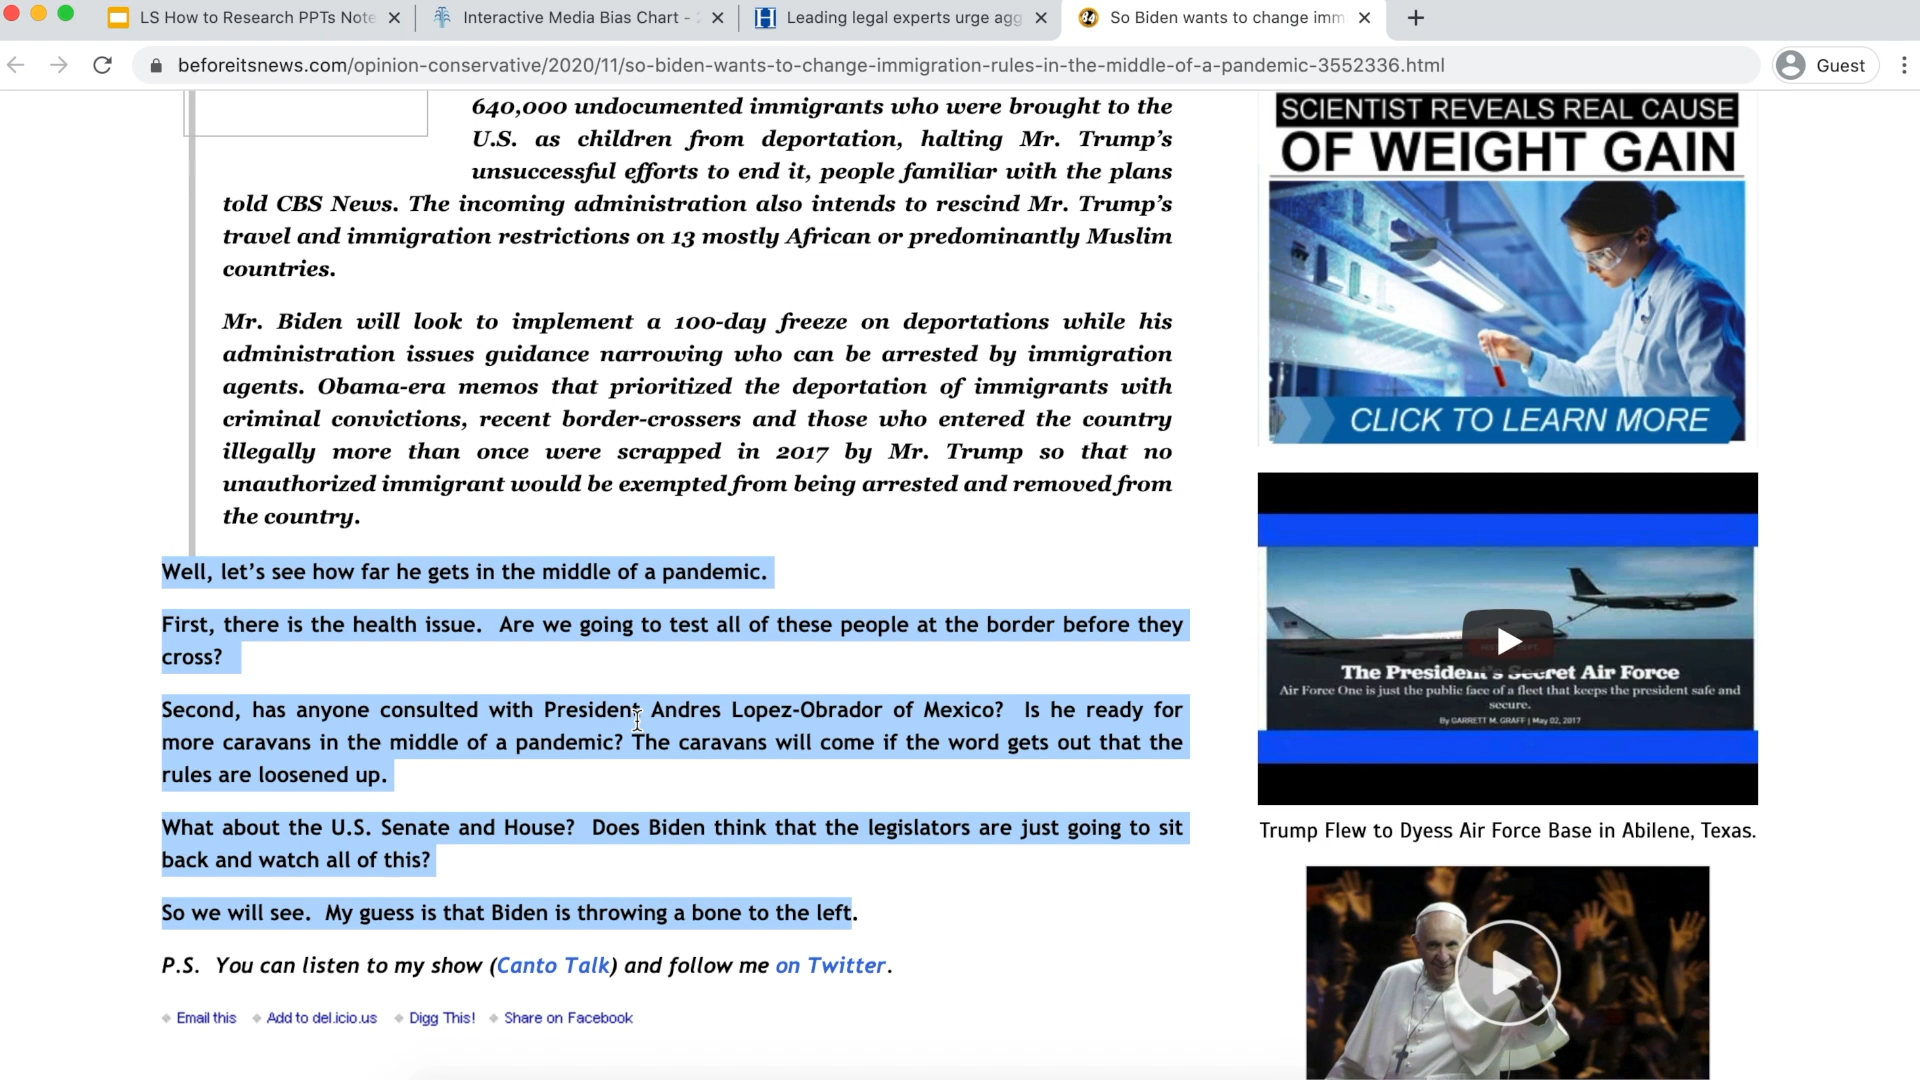 LS How to Research PPTs Note
Interactive Media Bias Chart -
Leading legal experts urge agg
So Biden wants to change imm
beforeitsnews.com/opinion-conservative/2020/11/so-biden-wants-to-change-immigration-rules-in-the-middle-of-a-pandemic-3552336.html
Guest
640,000 undocumented immigrants who were brought to the
U.S. as children from deportation, halting Mr. Trump’s
unsuccessful efforts to end it, people familiar with the plans
told CBS News. The incoming administration also intends to rescind Mr. Trump’s
travel and immigration restrictions on 13 mostly African or predominantly Muslim
countries.
Mr. Biden will look to implement a 100-day freeze on deportations while his
administration issues guidance narrowing who can be arrested by immigration
agents. Obama-era memos that prioritized the deportation of immigrants with
criminal convictions, recent border-crossers and those who entered the country
illegally more than once were scrapped in 2017 by Mr. Trump so that no
unauthorized immigrant would be exempted from being arrested and removed from
the country.
Well, let’s see how far he gets in the middle of a pandemic.
First, there is the health issue.  Are we going to test all of these people at the border before they
cross?
Second, has anyone consulted with President Andres Lopez-Obrador of Mexico?  Is he ready for
more caravans in the middle of a pandemic? The caravans will come if the word gets out that the
rules are loosened up.
What about the U.S. Senate and House?  Does Biden think that the legislators are just going to sit
back and watch all of this?
So we will see.  My guess is that Biden is throwing a bone to the left.
P.S.  You can listen to my show (Canto Talk) and follow me on Twitter.
Email this
Add to del.icio.us
Digg This!
Share on Facebook
SCIENTIST REVEALS REAL CAUSE
OF WEIGHT GAIN
CLICK TO LEARN MORE
The President's Secret Air Force
Air Force One is just the public face of a fleet that keeps the president safe and
secure.
By GARRETT M. GRAFF | May 02, 2017
Trump Flew to Dyess Air Force Base in Abilene, Texas.